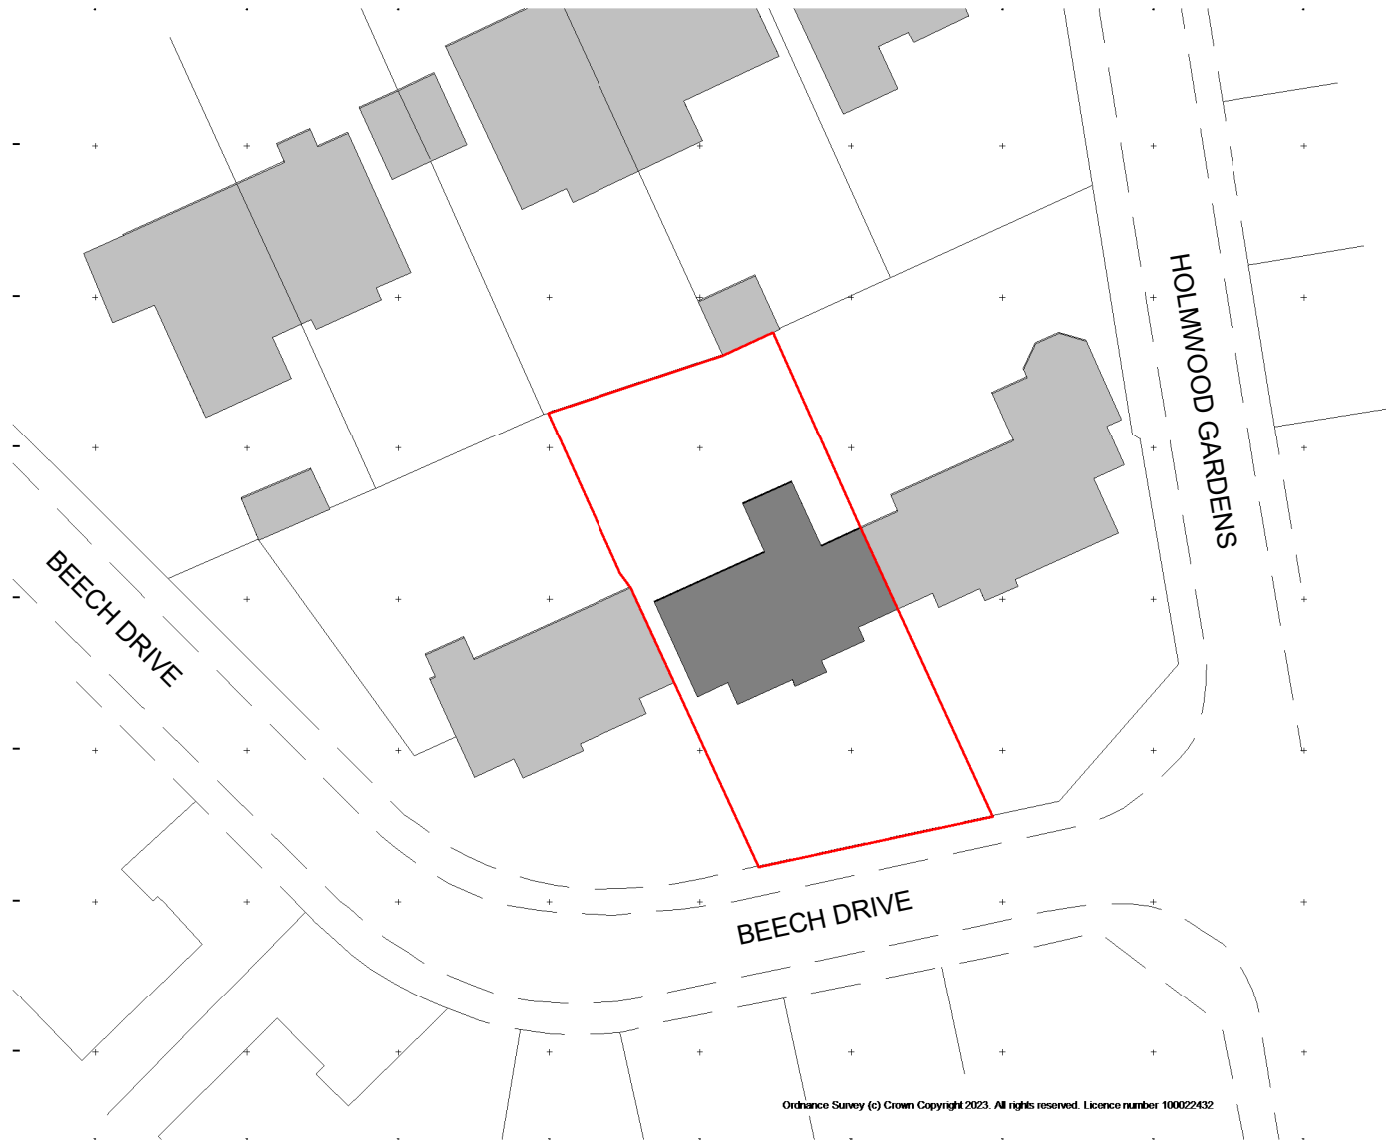 HOLMWOOD GARDENS
BEECH DRIVE
BEECH DRIVE
Ordnance Survey (c) Crown Copyright 2023. All rights reserved. Licence number 100022432